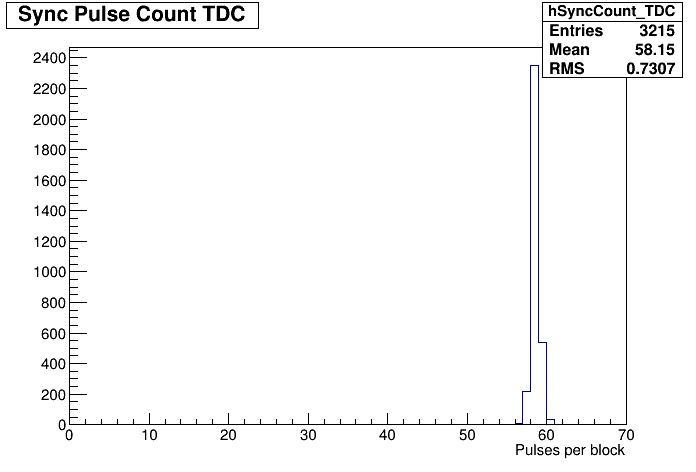 Sync Pulse Count TDC
hSyncCount_TDC
Entries 3215
Mean 58.15
RMS 0.7307
2400
2200
2000
1800
1600
1400
1200
1000
800
600
400
200
0
0 10 20 30 40 50 60 70
Pulses per block